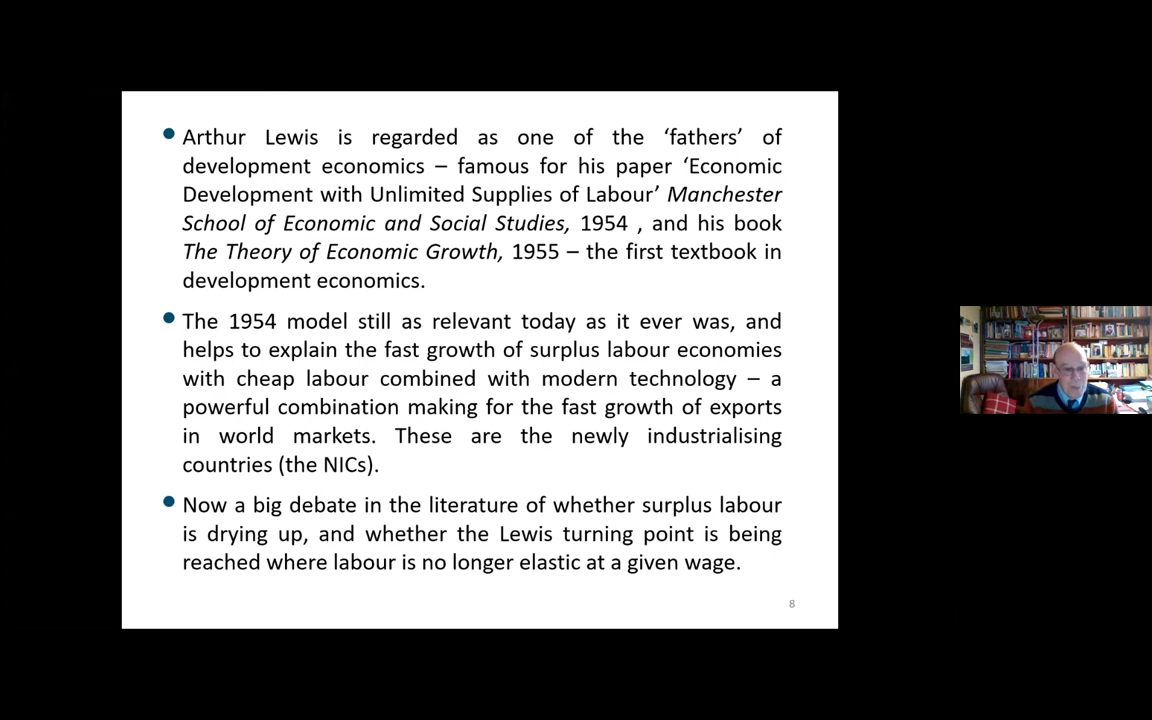 Arthur Lewis is regarded as one of the ‘fathers’ of
development economics – famous for his paper ‘Economic
Development with Unlimited Supplies of Labour’ Manchester
School of Economic and Social Studies, 1954 , and his book
The Theory of Economic Growth, 1955 – the first textbook in
development economics.
The 1954 model still as relevant today as it ever was, and
helps to explain the fast growth of surplus labour economies
with cheap labour combined with modern technology – a
powerful combination making for the fast growth of exports
in world markets. These are the newly industrialising
countries (the NICs).
Now a big debate in the literature of whether surplus labour
is drying up, and whether the Lewis turning point is being
reached where labour is no longer elastic at a given wage.
8